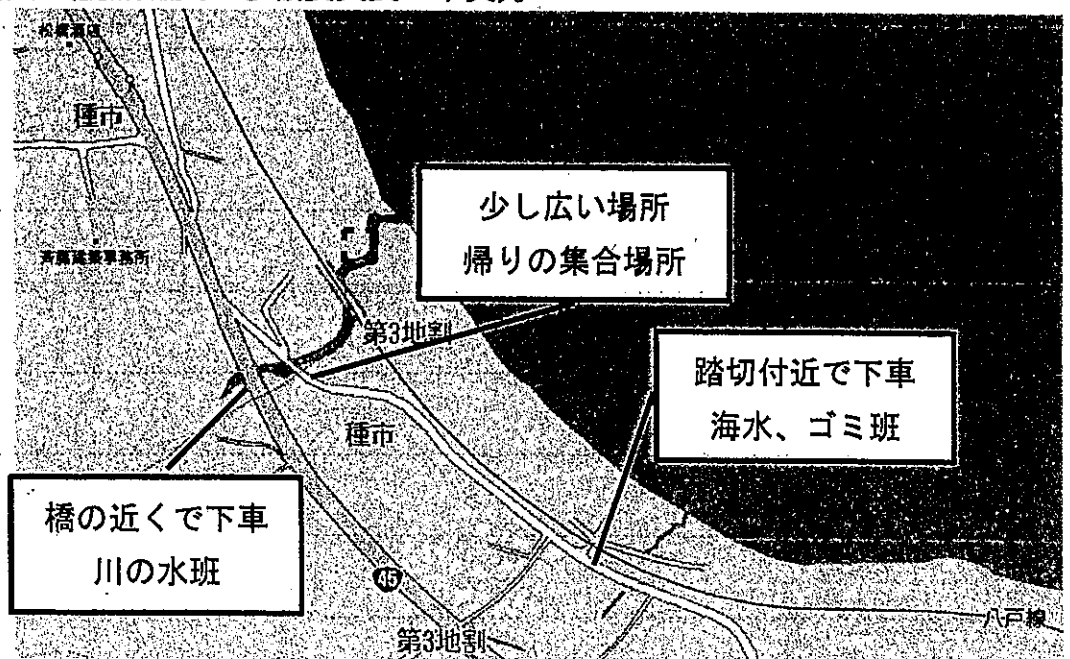 種市
少し広い場所
帰りの集合場所
第3地割
踏切付近で下車
海水、ゴミ班
種市
橋の近くで下車
川の水班
45
八戸線
第3地割